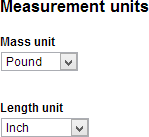 Measurement units
Mass unit
Pound
Length unit
Inch